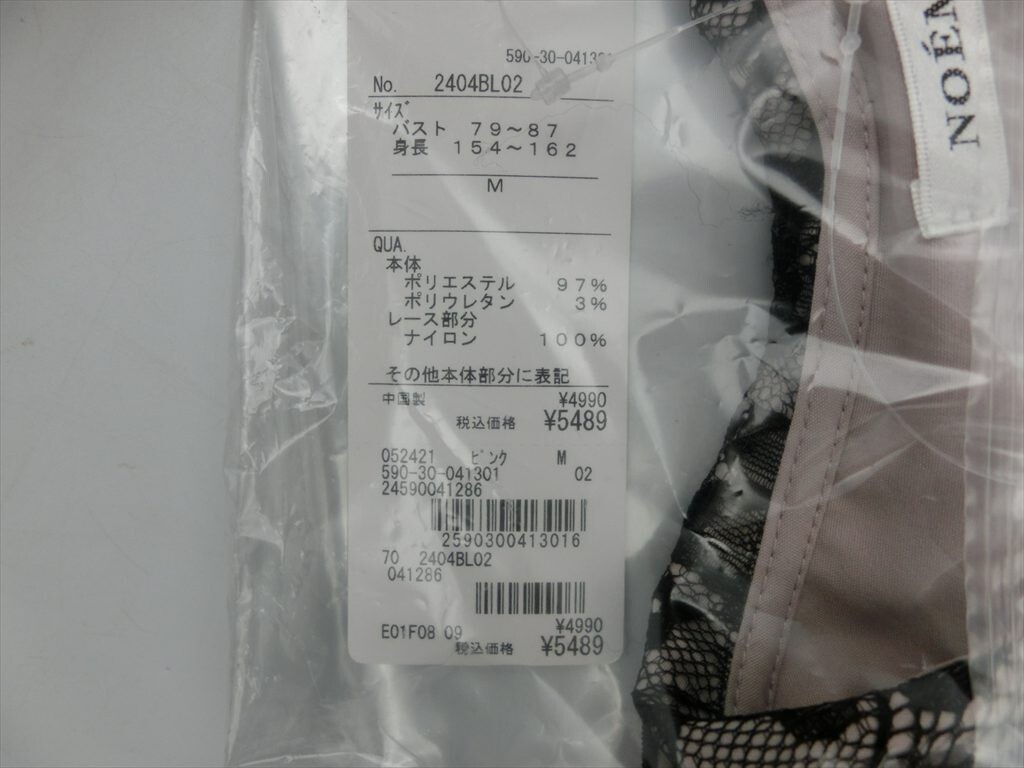 590-30-041301
No. 2404BL02
サイズ
バスト 79～87
身長 154～162
M
QUA.
本体
ポリエステル 97%
ポリウレタン 3%
レース部分
ナイロン 100%
その他本体部分に表記
中国製 ¥4990
税込価格 ¥5489
052421 ピンク M
590-30-041301 02
24590041286
2590300413016
70 2404BL02
041286
E01F08 09 ¥4990
税込価格 ¥5489